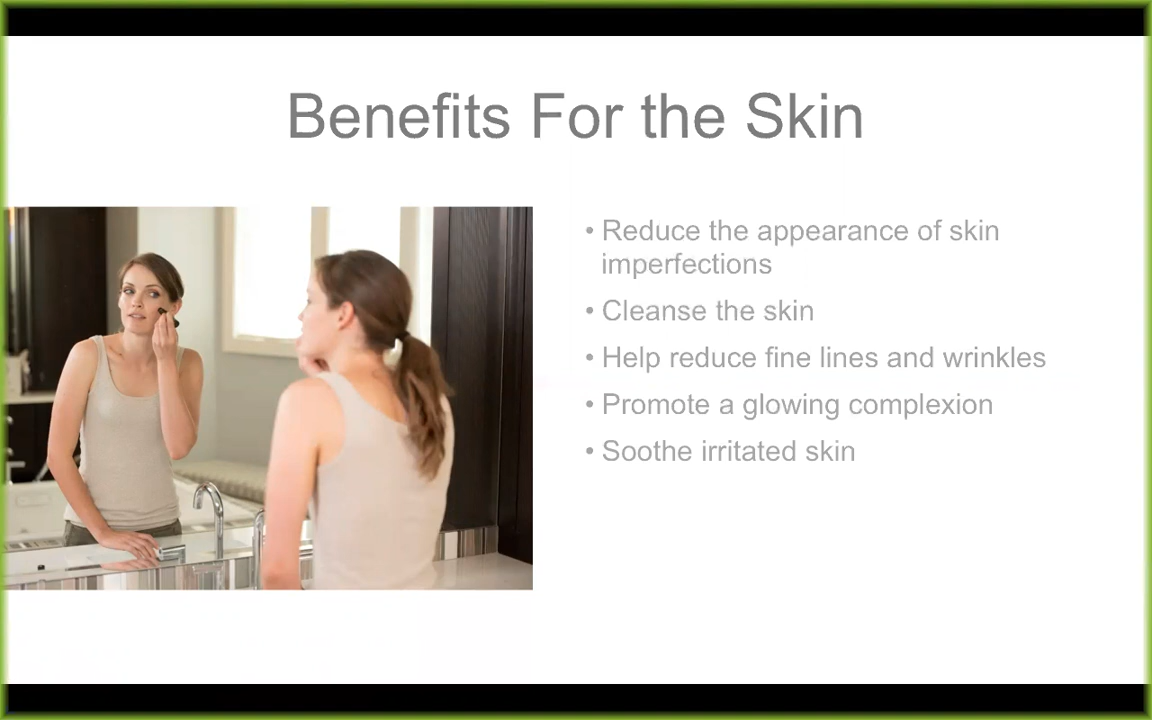 Benefits For the Skin
• Reduce the appearance of skin
imperfections
• Cleanse the skin
• Help reduce fine lines and wrinkles
• Promote a glowing complexion
• Soothe irritated skin